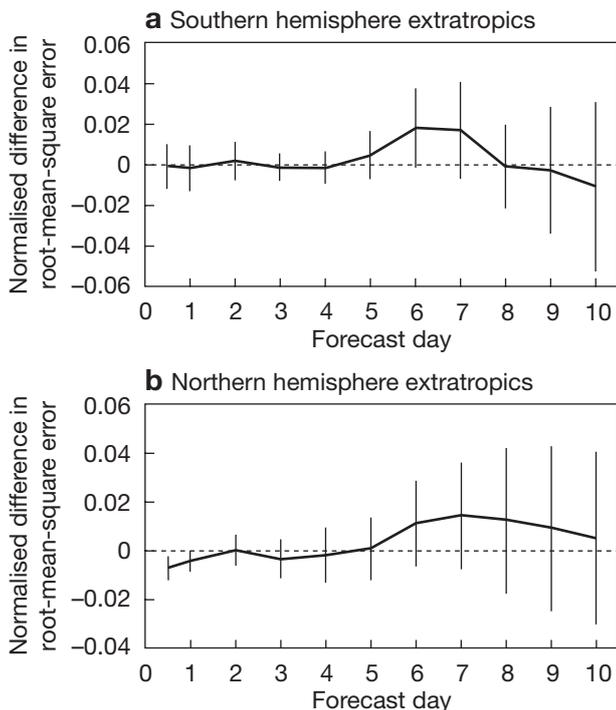 a Southern hemisphere extratropics
Normalised difference in
root-mean-square error
0.06
0.04
0.02
0
–0.02
–0.04
–0.06
0 1 2 3 4 5 6 7 8 9 10
Forecast day
b Northern hemisphere extratropics
Normalised difference in
root-mean-square error
0.06
0.04
0.02
0
–0.02
–0.04
0 1 2 3 4 5 6 7 8 9 10
Forecast day